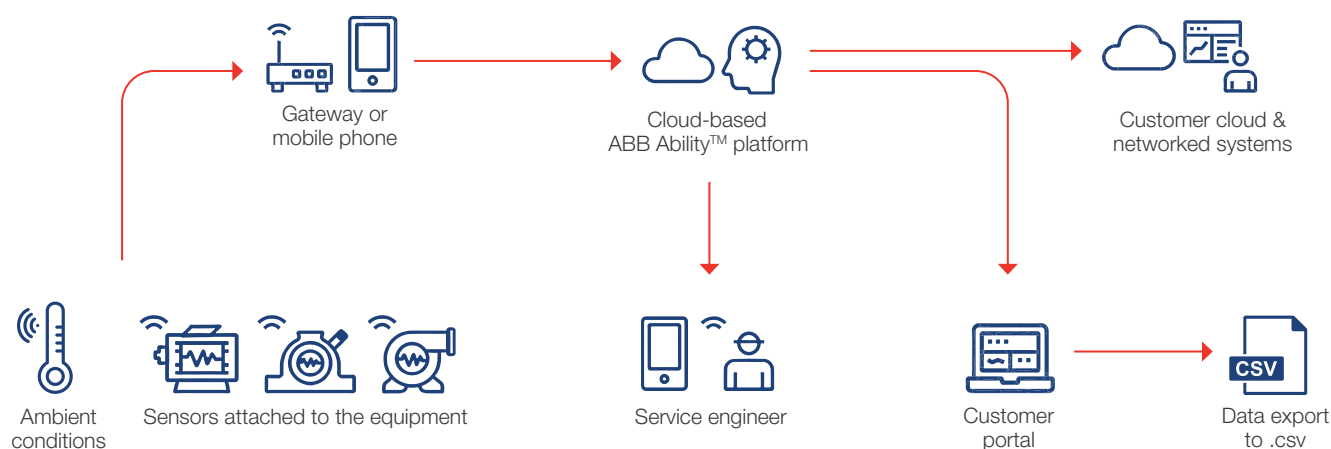 Gateway or
mobile phone
Cloud-based
ABB Ability™ platform
Customer cloud &
networked systems
Ambient
conditions
Sensors attached to the equipment
Service engineer
Customer
portal
CSV
Data export
to .csv